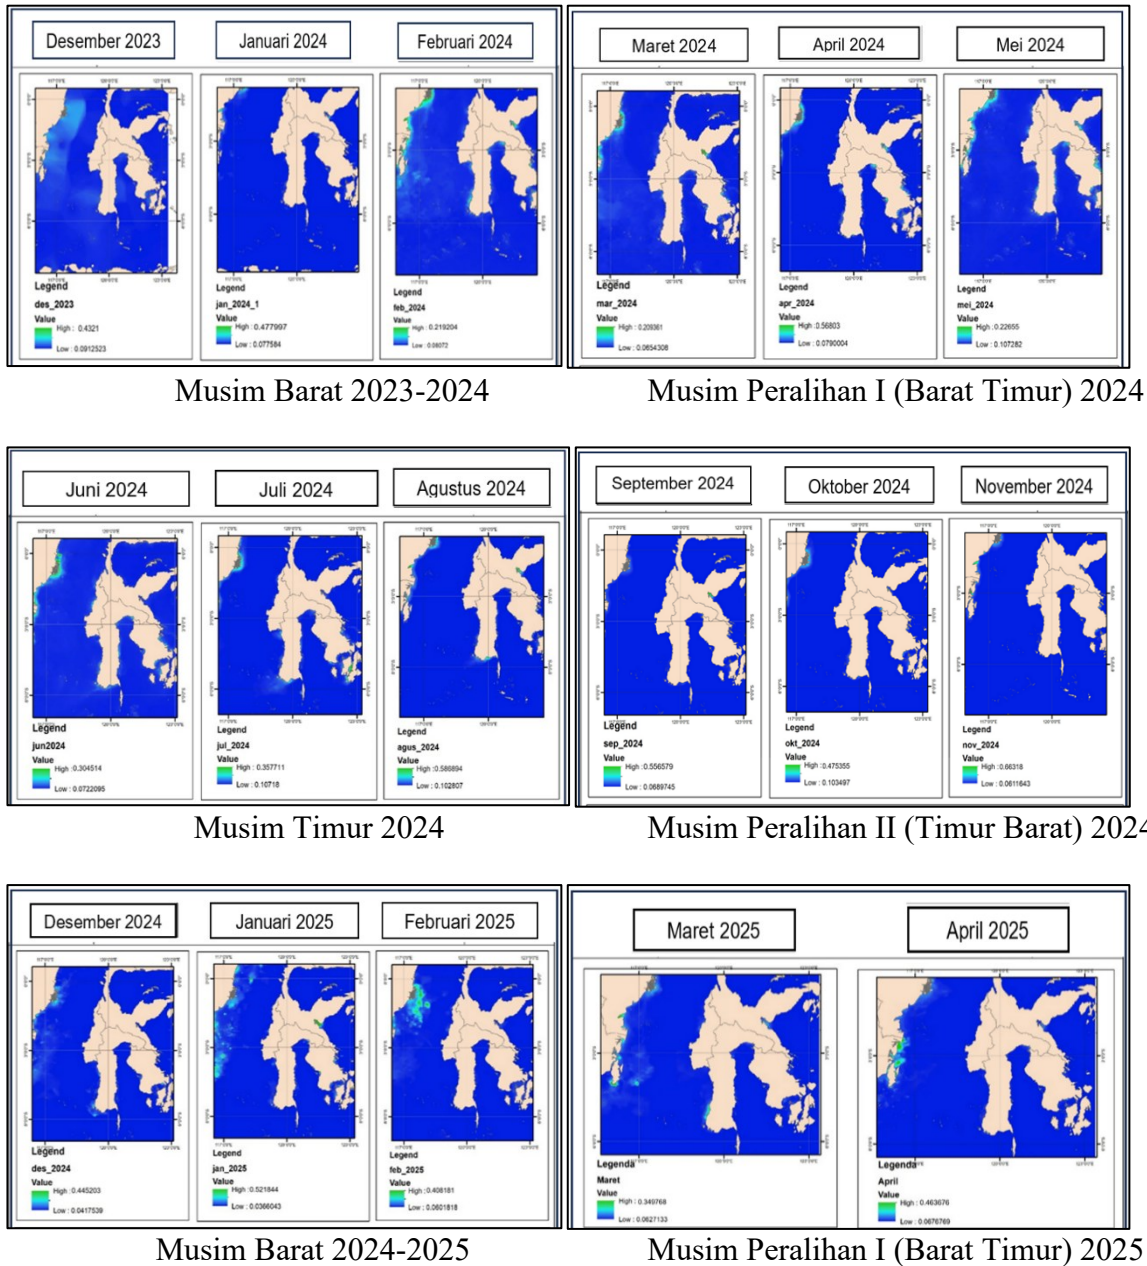 Desember 2023
Januari 2024
Februari 2024
Legend
des_2023
Value
High : 0.4321
Low : 0.0912523
Legend
jan_2024_1
Value
High : 0.477997
Low : 0.077584
Legend
feb_2024
Value
High : 0.219204
Low : 0.08072
Musim Barat 2023-2024
Maret 2024
April 2024
Mei 2024
Legend
mar_2024
Value
High : 0.209361
Low : 0.0654308
Legend
apr_2024
Value
High : 0.56803
Low : 0.0790004
Legend
mei_2024
Value
High : 0.22655
Low : 0.107282
Musim Peralihan I (Barat Timur) 2024
Juni 2024
Juli 2024
Agustus 2024
Legend
jun2024
Value
High : 0.304514
Low : 0.0722095
Legend
jul_2024
Value
High : 0.357711
Low : 0.10718
Legend
agus_2024
Value
High : 0.586894
Low : 0.102807
Musim Timur 2024
September 2024
Oktober 2024
November 2024
Legend
sep_2024
Value
High : 0.556579
Low : 0.0689745
Legend
okt_2024
Value
High : 0.475355
Low : 0.103497
Legend
nov_2024
Value
High : 0.66318
Low : 0.0611643
Musim Peralihan II (Timur Barat) 2024
Desember 2024
Januari 2025
Februari 2025
Legend
des_2024
Value
High : 0.445203
Low : 0.0417539
Legend
jan_2025
Value
High : 0.521844
Low : 0.0366043
Legend
feb_2025
Value
High : 0.408181
Low : 0.0601818
Musim Barat 2024-2025
Maret 2025
April 2025
Legenda
Maret
Value
High : 0.349768
Low : 0.0627133
Legenda
April
Value
High : 0.463676
Low : 0.0676769
Musim Peralihan I (Barat Timur) 2025